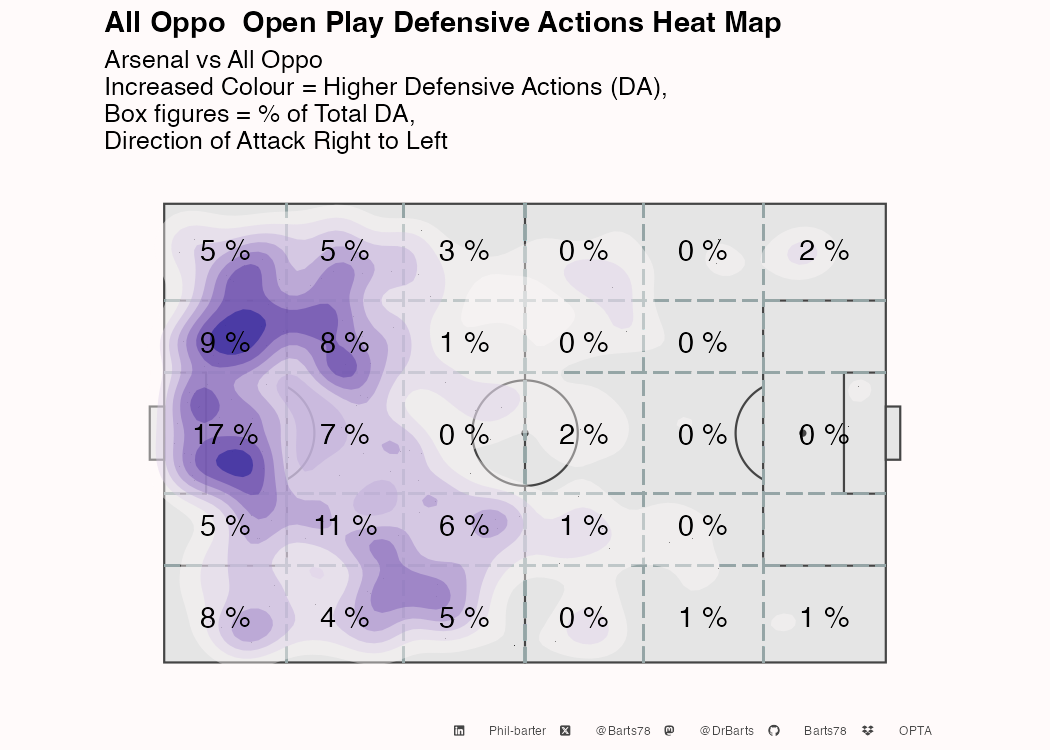 All Oppo  Open Play Defensive Actions Heat Map
Arsenal vs All Oppo
Increased Colour = Higher Defensive Actions (DA),
Box figures = % of Total DA,
Direction of Attack Right to Left
5 % 5 % 3 % 0 % 0 % 2 %
9 % 8 % 1 % 0 % 0 %
17 % 7 % 0 % 2 % 0 % 0 %
5 % 11 % 6 % 1 % 0 %
8 % 4 % 5 % 0 % 1 % 1 %
Phil-barter @Barts78 @DrBarts Barts78 OPTA